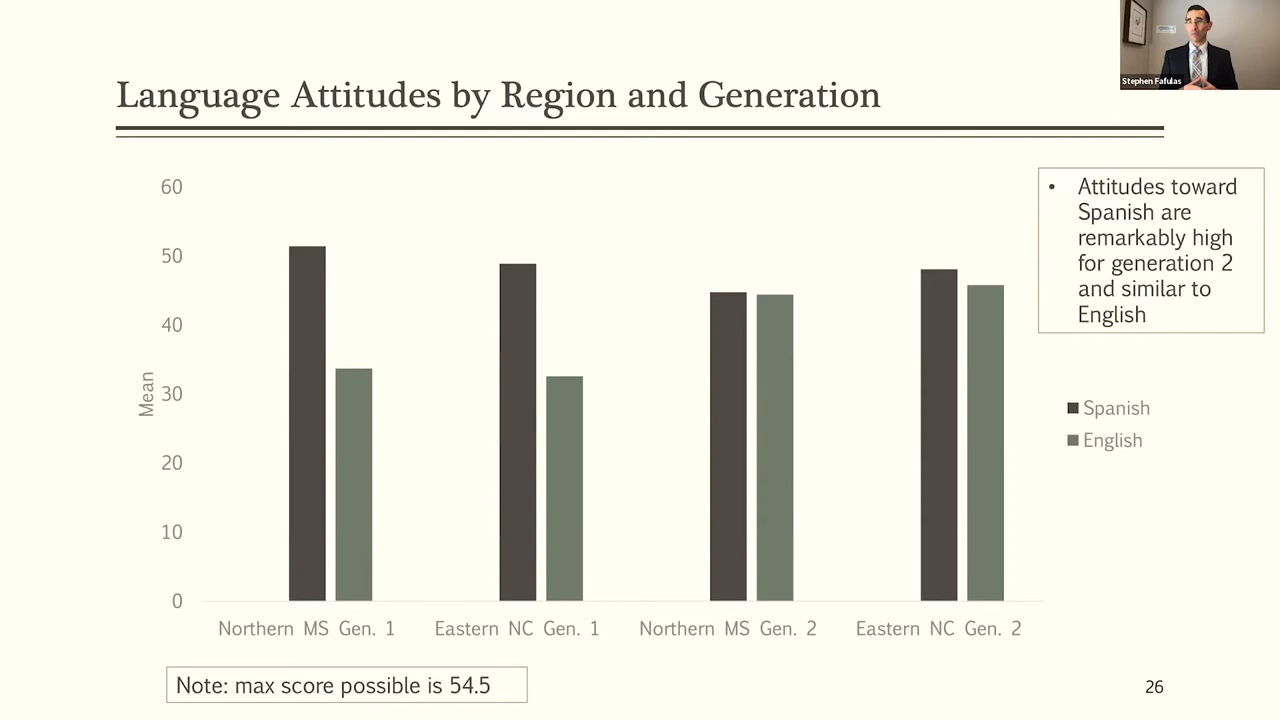 Stephen Fafulas
Language Attitudes by Region and Generation
60
50
40
30
20
10
0
Mean
Northern MS Gen. 1
Eastern NC Gen. 1
Northern MS Gen. 2
Eastern NC Gen. 2
• Attitudes toward
Spanish are
remarkably high
for generation 2
and similar to
English
Spanish
English
Note: max score possible is 54.5
26